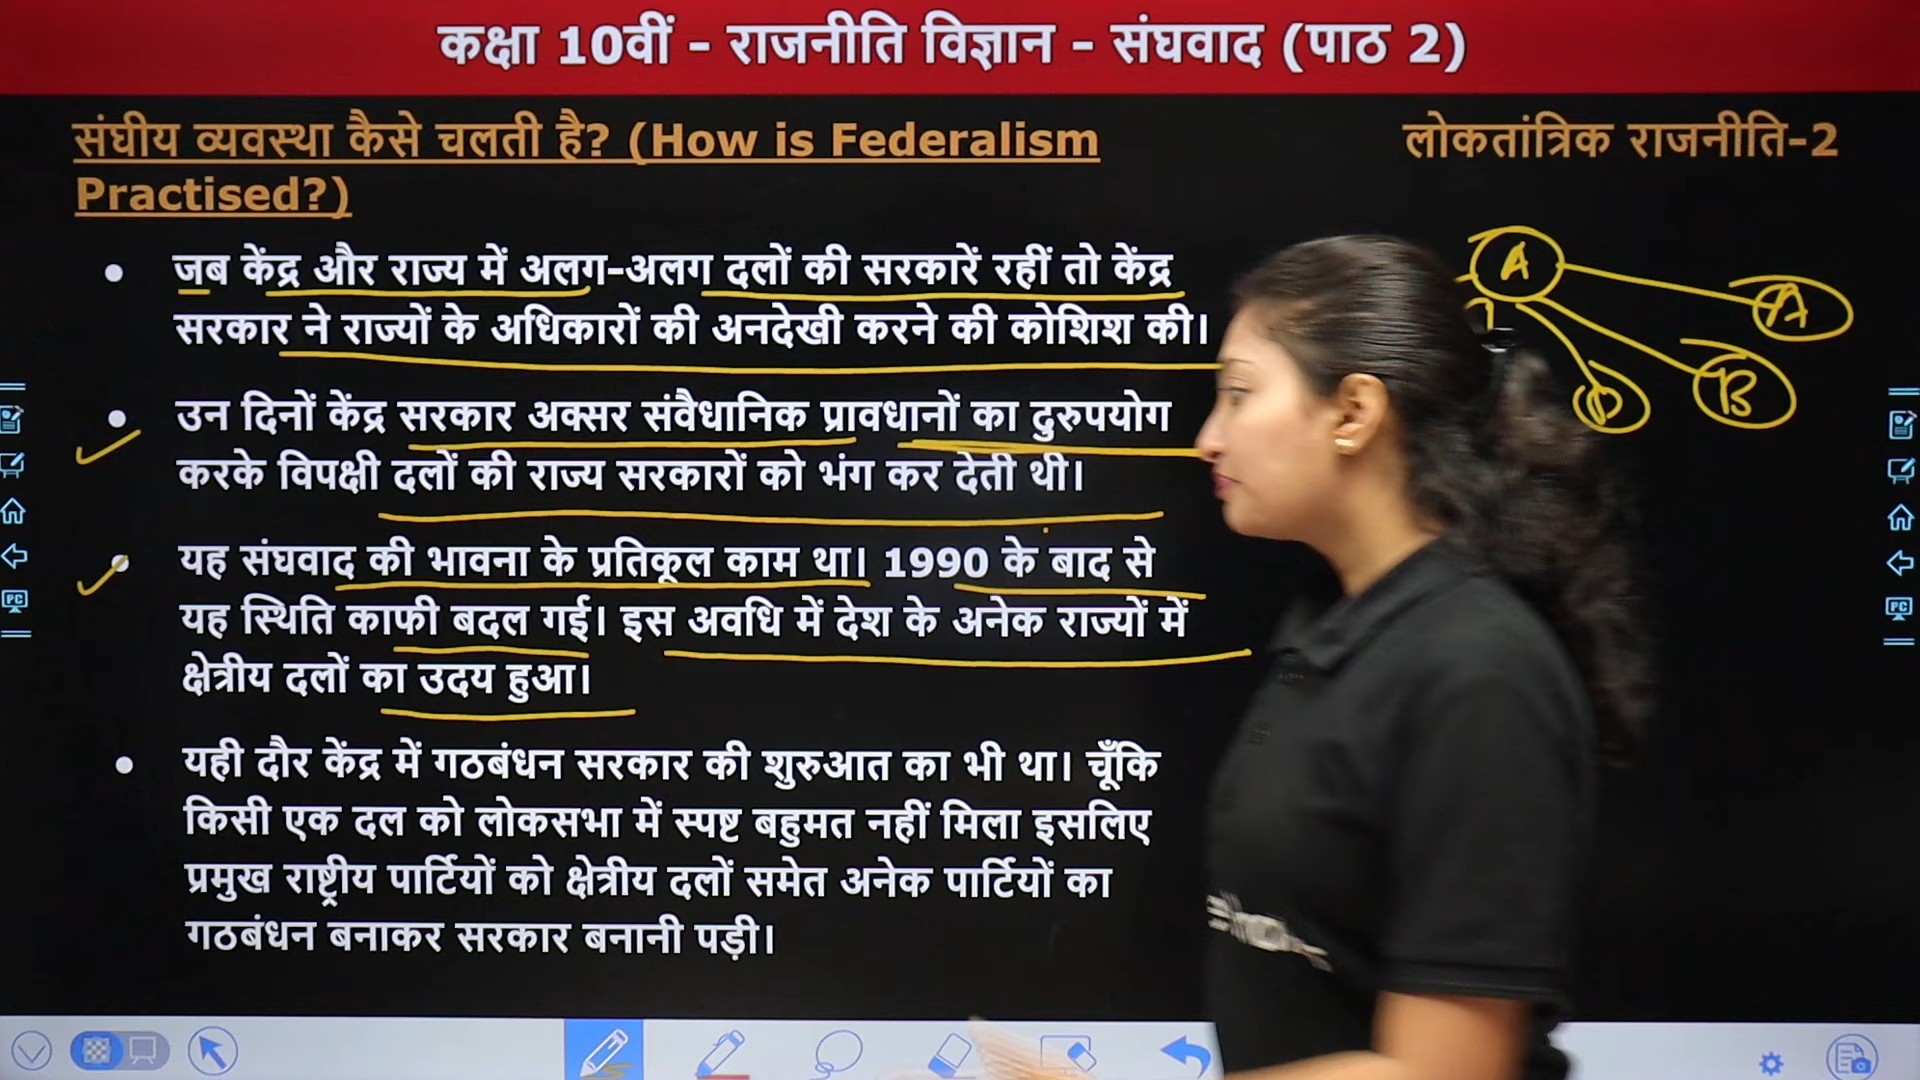 कक्षा 10वीं - राजनीति विज्ञान - संघवाद (पाठ 2)
संघीय व्यवस्था कैसे चलती है? (How is Federalism
Practised?)
लोकतांत्रिक राजनीति-2
A
A
B
D
• जब केंद्र और राज्य में अलग-अलग दलों की सरकारें रहीं तो केंद्र
सरकार ने राज्यों के अधिकारों की अनदेखी करने की कोशिश की।
• उन दिनों केंद्र सरकार अक्सर संवैधानिक प्रावधानों का दुरुपयोग
करके विपक्षी दलों की राज्य सरकारों को भंग कर देती थी।
• यह संघवाद की भावना के प्रतिकूल काम था। 1990 के बाद से
यह स्थिति काफी बदल गई। इस अवधि में देश के अनेक राज्यों में
क्षेत्रीय दलों का उदय हुआ।
• यही दौर केंद्र में गठबंधन सरकार की शुरुआत का भी था। चूँकि
किसी एक दल को लोकसभा में स्पष्ट बहुमत नहीं मिला इसलिए
प्रमुख राष्ट्रीय पार्टियों को क्षेत्रीय दलों समेत अनेक पार्टियों का
गठबंधन बनाकर सरकार बनानी पड़ी।
PC
PC